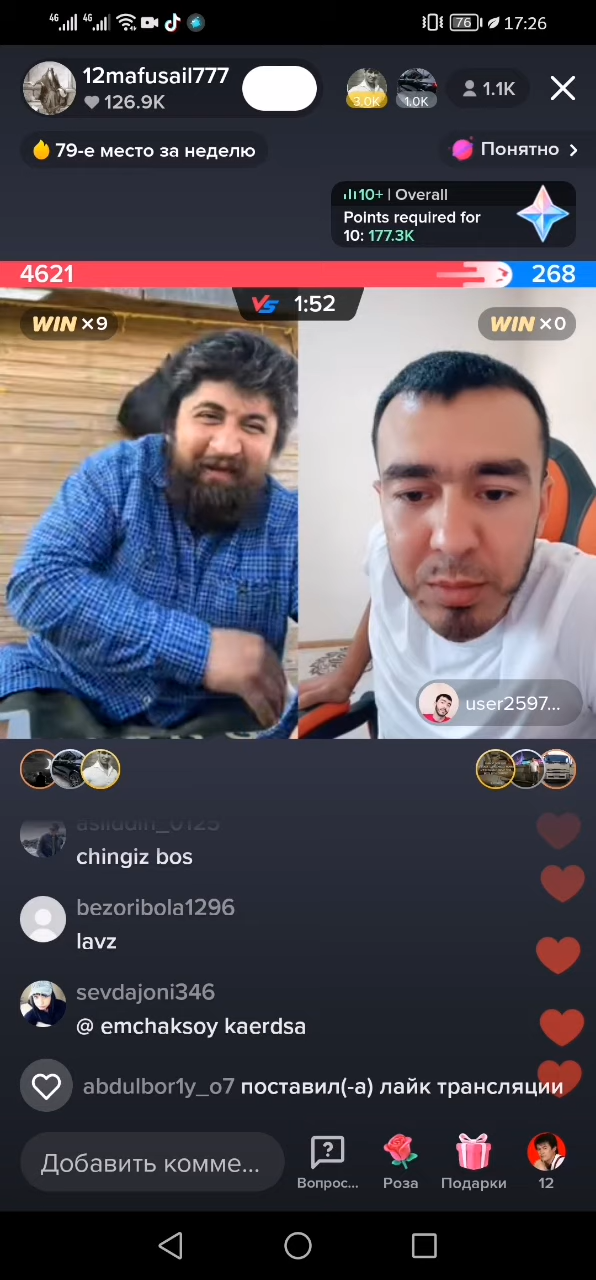 4G 4G 76 17:26
12mafusail777
126.9K
3.0K 1.0K 1.1K
79-е место за неделю
Понятно
10+ | Overall
Points required for
10: 177.3K
4621 268
VS 1:52
WIN ×9 WIN ×0
user2597...
asliddin_0125
chingiz bos
bezoribola1296
lavz
sevdajoni346
@ emchaksoy kaerdsa
abdulbor1y_o7 поставил(-а) лайк трансляции
Добавить комме...
Вопрос... Роза Подарки 12